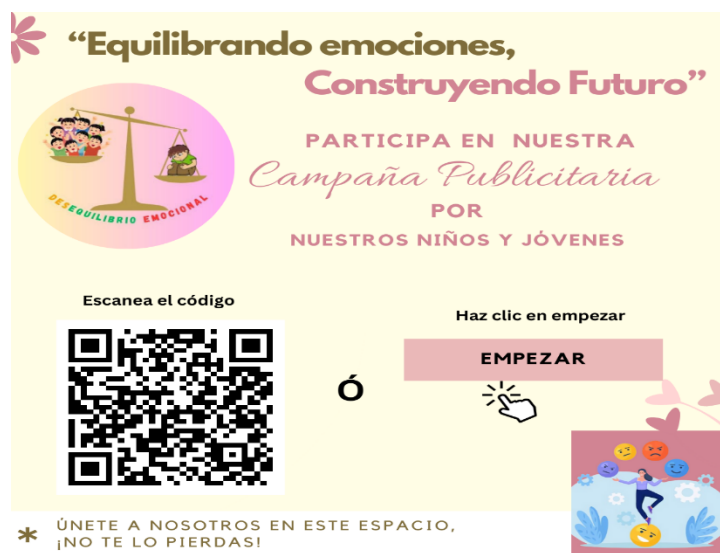 “Equilibrando emociones,
Construyendo Futuro”
PARTICIPA EN NUESTRA
Campaña Publicitaria
POR
NUESTROS NIÑOS Y JÓVENES
DESEQUILIBRIO EMOCIONAL
Escanea el código
Haz clic en empezar
EMPEZAR
Ó
* ÚNETE A NOSOTROS EN ESTE ESPACIO,
¡NO TE LO PIERDAS!